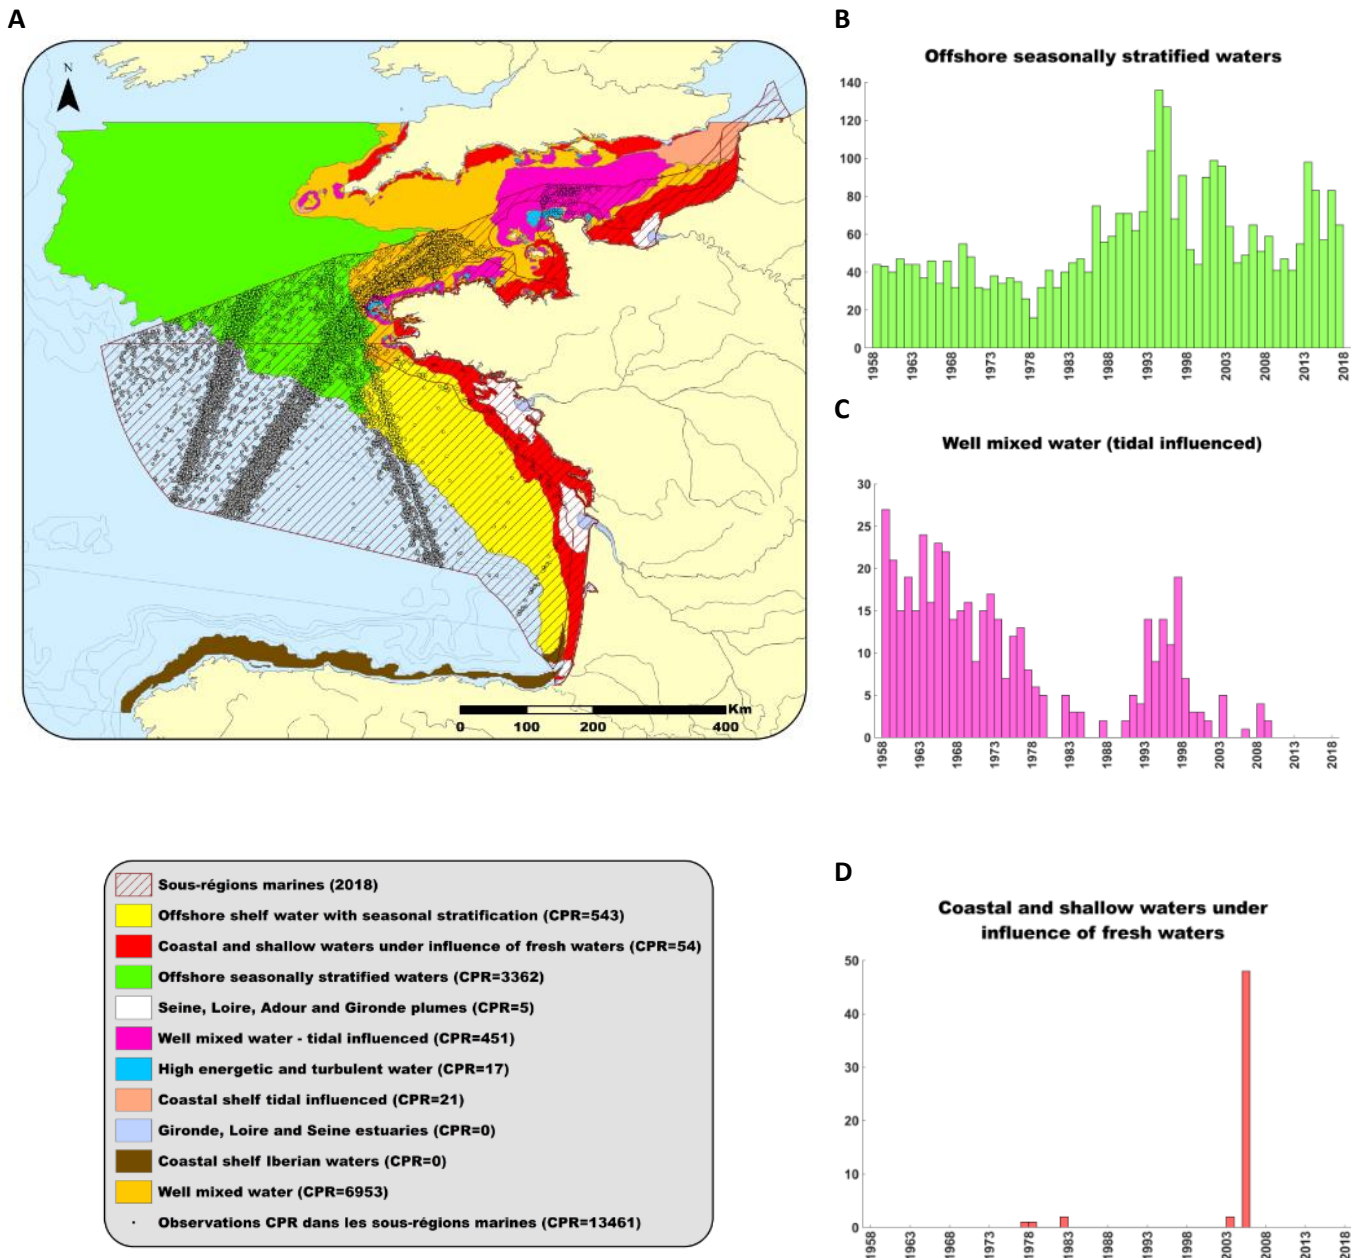 A
N
Km
0 100 200 400
Sous-régions marines (2018)
Offshore shelf water with seasonal stratification (CPR=543)
Coastal and shallow waters under influence of fresh waters (CPR=54)
Offshore seasonally stratified waters (CPR=3362)
Seine, Loire, Adour and Gironde plumes (CPR=5)
Well mixed water - tidal influenced (CPR=451)
High energetic and turbulent water (CPR=17)
Coastal shelf tidal influenced (CPR=21)
Gironde, Loire and Seine estuaries (CPR=0)
Coastal shelf Iberian waters (CPR=0)
Well mixed water (CPR=6953)
Observations CPR dans les sous-régions marines (CPR=13461)
B
Offshore seasonally stratified waters
140
120
100
80
60
40
20
0
1958 1963 1968 1973 1978 1983 1988 1993 1998 2003 2008 2013 2018
C
Well mixed water (tidal influenced)
30
25
20
15
10
5
0
1958 1963 1968 1973 1978 1983 1988 1993 1998 2003 2008 2013 2018
D
Coastal and shallow waters under
influence of fresh waters
50
40
30
20
10
0
1958 1963 1968 1973 1978 1983 1988 1993 1998 2003 2008 2013 2018